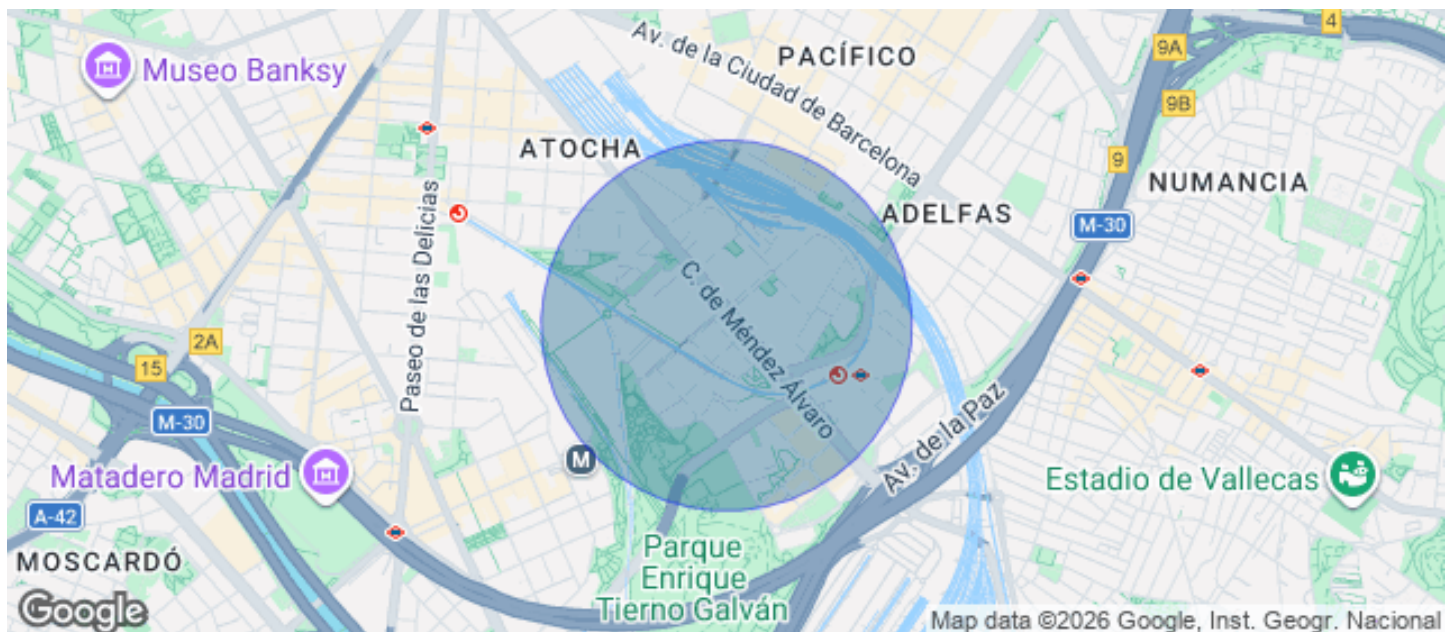 4
9A
PACÍFICO
Museo Banksy
Av. de la Ciudad de Barcelona
9B
ATOCHA
9
NUMANCIA
ADELFAS
M-30
Paseo de las Delicias
C. de Méndez Álvaro
2A
15
M-30
Av. de la Paz
M
Matadero Madrid
Estadio de Vallecas
A-42
MOSCARDÓ
Parque
Enrique
Tierno Galván
Google
Map data ©2026 Google, Inst. Geogr. Nacional